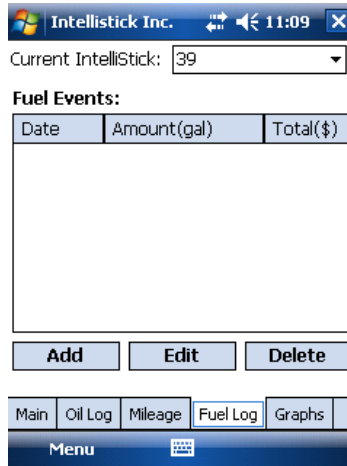 Intellistick Inc. 11:09
Current IntelliStick: 39
Fuel Events:
Date Amount(gal) Total($)
Add Edit Delete
Main Oil Log Mileage Fuel Log Graphs
Menu